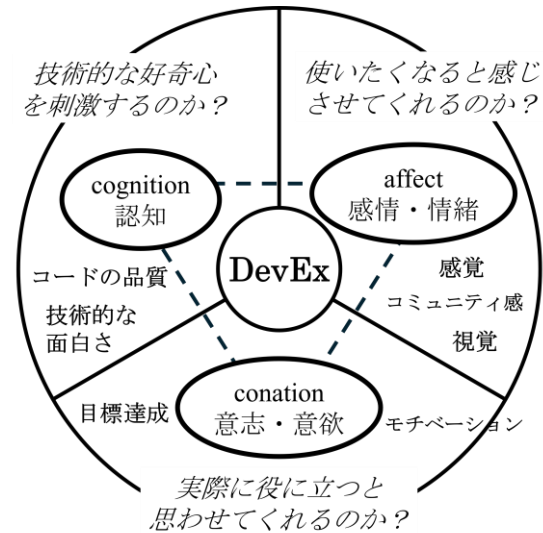 技術的な好奇心
を刺激するのか？
使いたくなると感じ
させてくれるのか？
cognition
認知
affect
感情・情緒
DevEx
コードの品質
技術的な
面白さ
感覚
コミュニティ感
視覚
目標達成
conation
意志・意欲
モチベーション
実際に役に立つと
思わせてくれるのか？